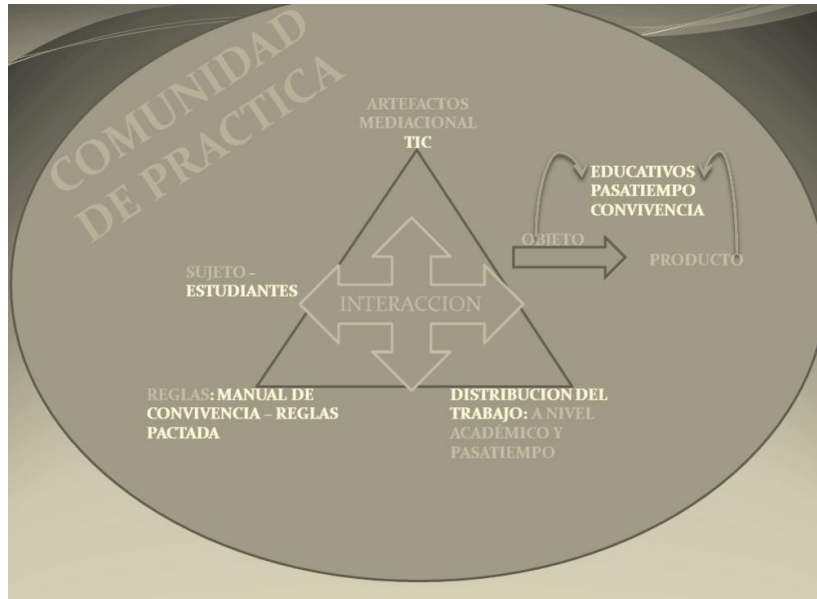 COMUNIDAD
DE PRACTICA
ARTEFACTOS
MEDIACIONAL
TIC
EDUCATIVOS
PASATIEMPO
CONVIVENCIA
OBJETO
PRODUCTO
SUJETO -
ESTUDIANTES
INTERACCION
REGLAS: MANUAL DE
CONVIVENCIA – REGLAS
PACTADA
DISTRIBUCION DEL
TRABAJO: A NIVEL
ACADÉMICO Y
PASATIEMPO